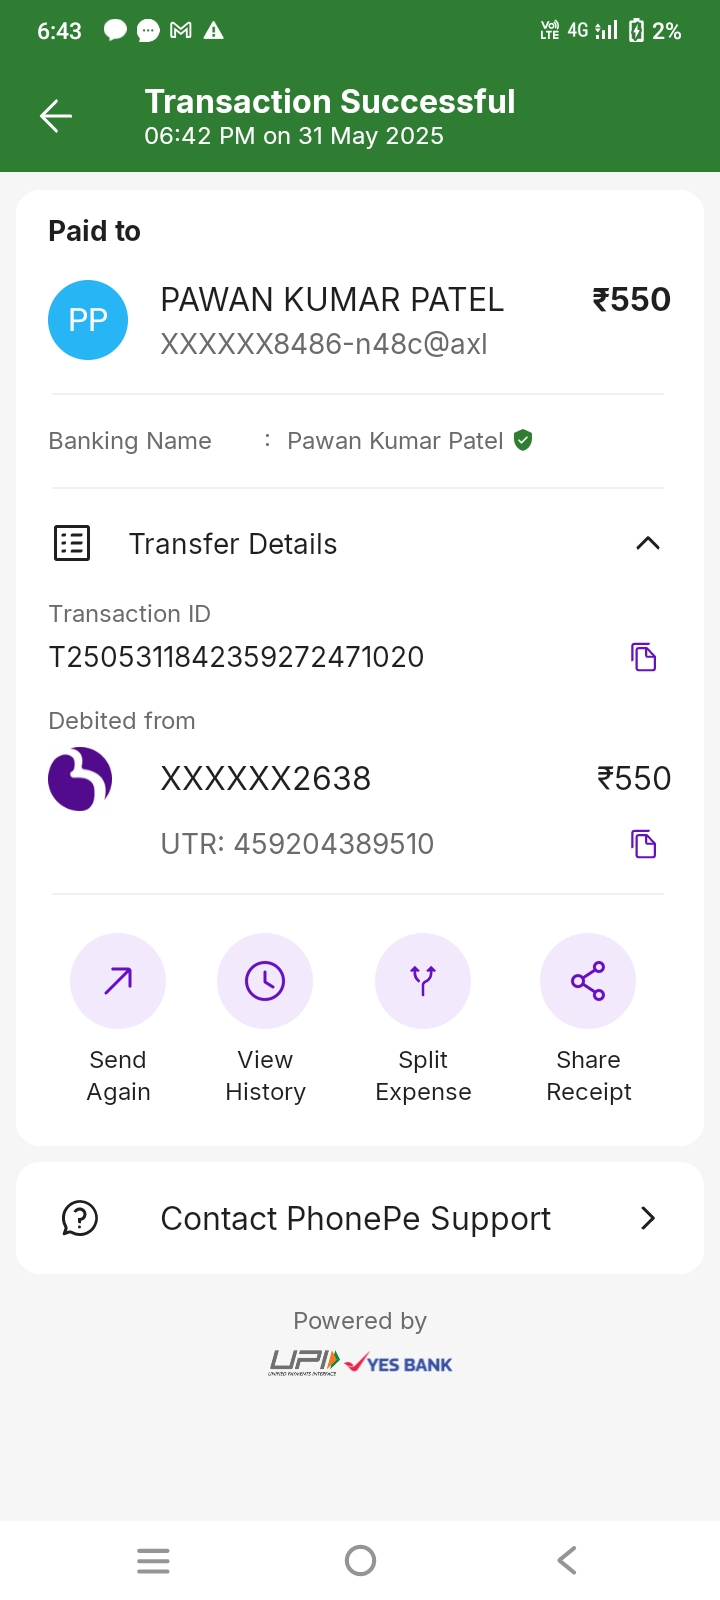 6:43
Vo)) LTE 4G 2%
Transaction Successful
06:42 PM on 31 May 2025
Paid to
PP
PAWAN KUMAR PATEL ₹550
XXXXXX8486-n48c@axl
Banking Name : Pawan Kumar Patel
Transfer Details
Transaction ID
T2505311842359272471020
Debited from
XXXXXX2638 ₹550
UTR: 459204389510
Send Again
View History
Split Expense
Share Receipt
Contact PhonePe Support
Powered by
UPI YES BANK
UNIFIED PAYMENTS INTERFACE